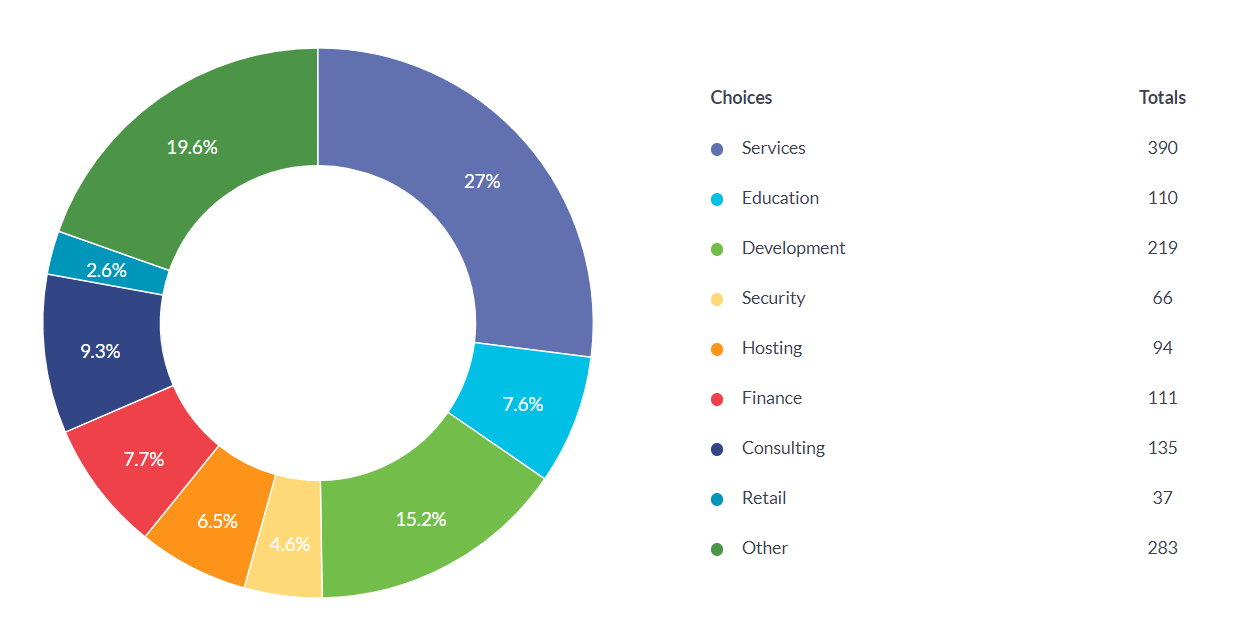 Choices Totals
Services 390
Education 110
Development 219
Security 66
Hosting 94
Finance 111
Consulting 135
Retail 37
Other 283
19.6%
27%
2.6%
9.3%
7.6%
7.7%
15.2%
6.5%
4.6%